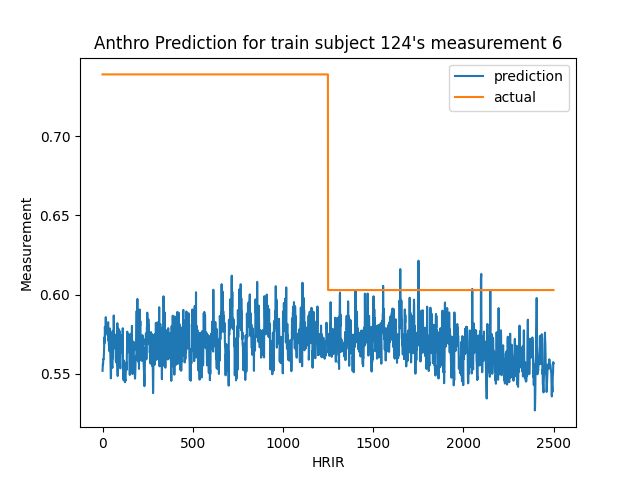 Anthro Prediction for train subject 124's measurement 6
prediction
actual
Measurement
0.70
0.65
0.60
0.55
0
500
1000
1500
2000
2500
HRIR